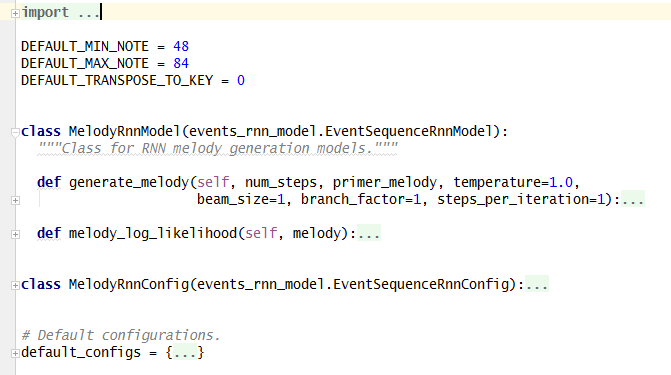 import ...
DEFAULT_MIN_NOTE = 48
DEFAULT_MAX_NOTE = 84
DEFAULT_TRANSPOSE_TO_KEY = 0
class MelodyRnnModel(events_rnn_model.EventSequenceRnnModel):
"""Class for RNN melody generation models."""
def generate_melody(self, num_steps, primer_melody, temperature=1.0,
beam_size=1, branch_factor=1, steps_per_iteration=1):...
def melody_log_likelihood(self, melody):...
class MelodyRnnConfig(events_rnn_model.EventSequenceRnnConfig):...
# Default configurations.
default_configs = {...}